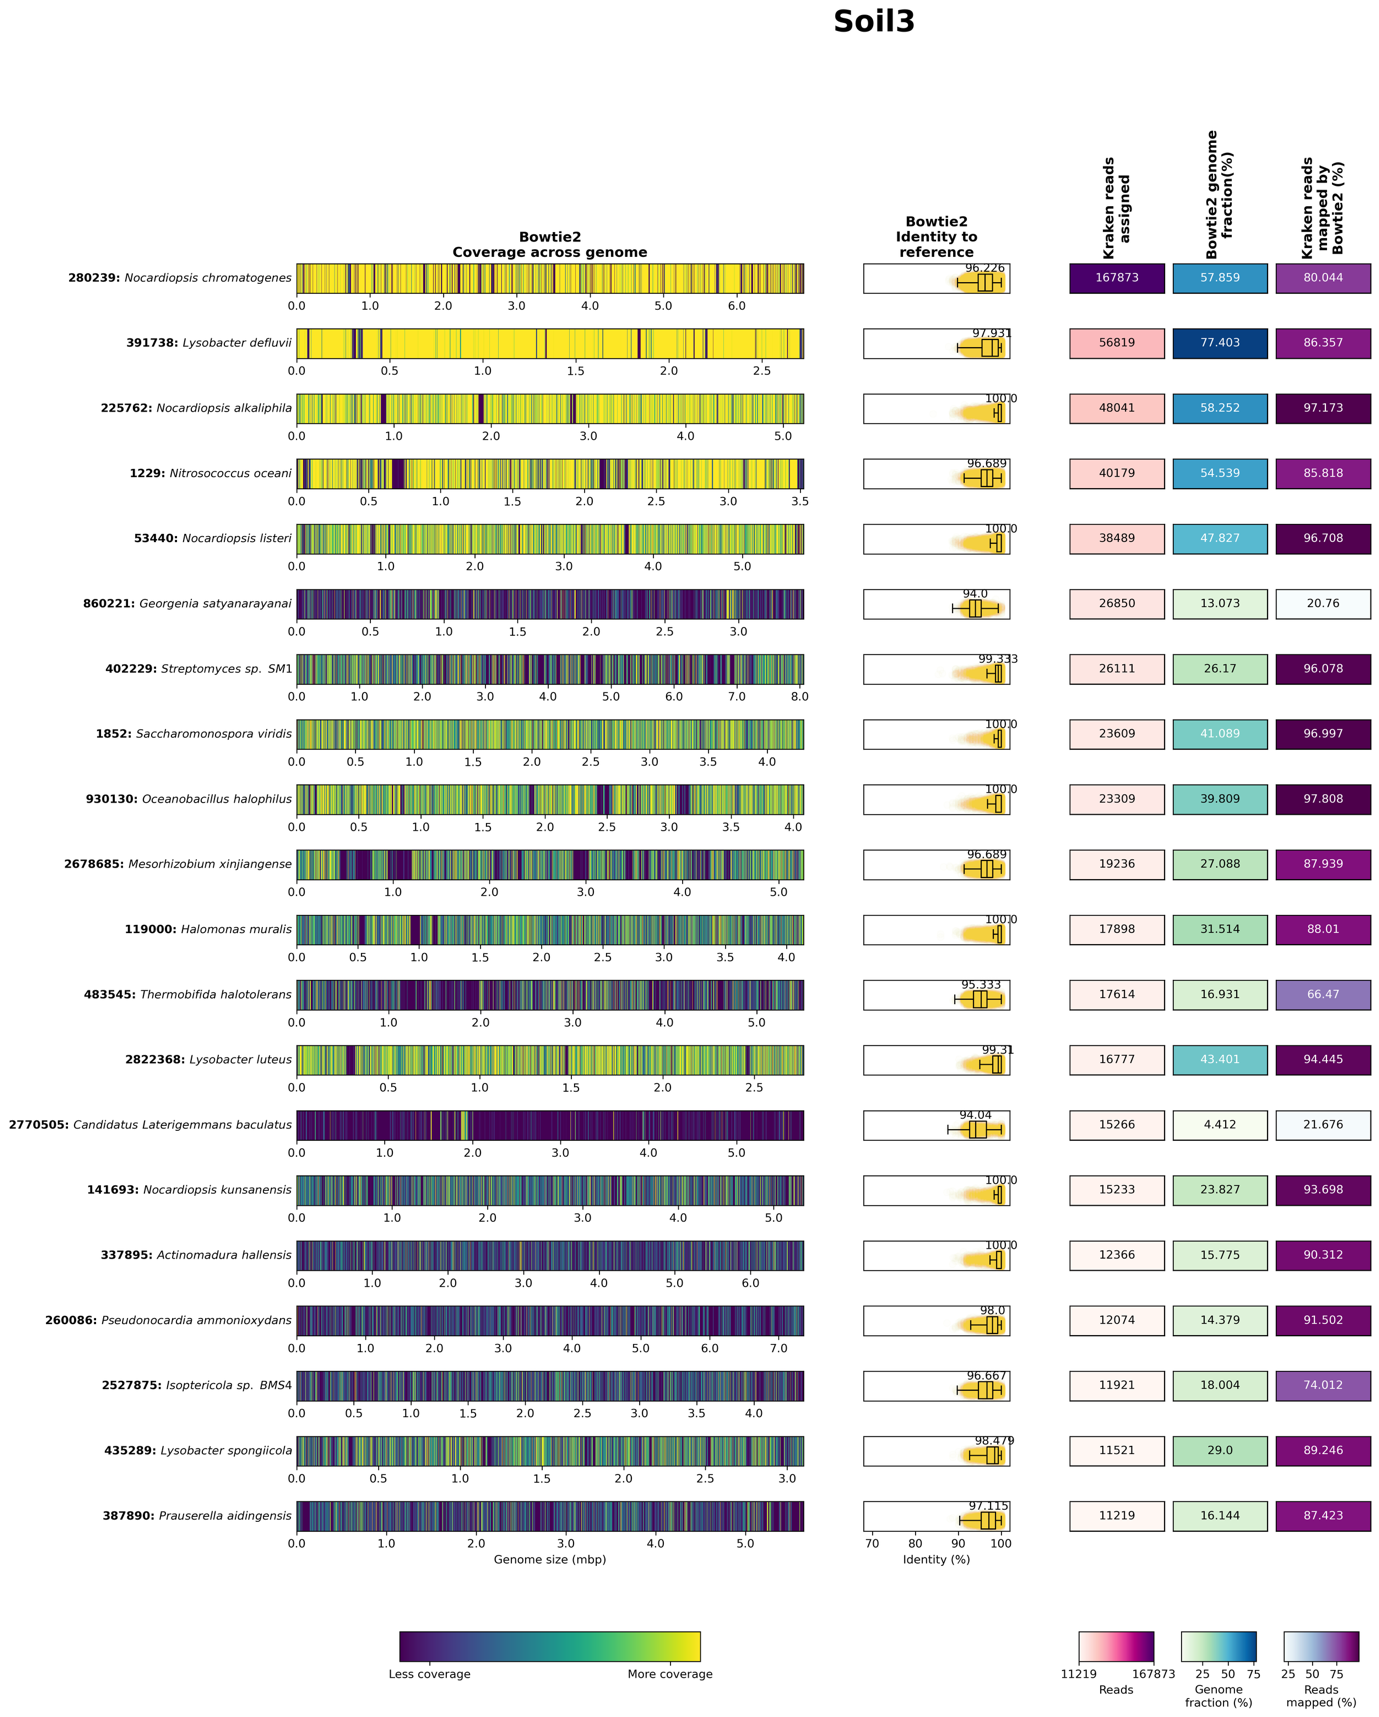 Soil3
Bowtie2
Coverage across genome
Bowtie2
Identity to
reference
Kraken reads
assigned
Bowtie2 genome
fraction(%)
Kraken reads
mapped by
Bowtie2 (%)
280239: Nocardiopsis chromatogenes 96.226 167873 57.859 80.044
0.0 1.0 2.0 3.0 4.0 5.0 6.0
391738: Lysobacter defluvii 97.931 56819 77.403 86.357
0.0 0.5 1.0 1.5 2.0 2.5
225762: Nocardiopsis alkaliphila 100.0 48041 58.252 97.173
0.0 1.0 2.0 3.0 4.0 5.0
1229: Nitrosococcus oceani 96.689 40179 54.539 85.818
0.0 0.5 1.0 1.5 2.0 2.5 3.0 3.5
53440: Nocardiopsis listeri 100.0 38489 47.827 96.708
0.0 1.0 2.0 3.0 4.0 5.0
860221: Georgenia satyanarayanai 94.0 26850 13.073 20.76
0.0 0.5 1.0 1.5 2.0 2.5 3.0
402229: Streptomyces sp. SM1 99.333 26111 26.17 96.078
0.0 1.0 2.0 3.0 4.0 5.0 6.0 7.0 8.0
1852: Saccharomonospora viridis 100.0 23609 41.089 96.997
0.0 0.5 1.0 1.5 2.0 2.5 3.0 3.5 4.0
930130: Oceanobacillus halophilus 100.0 23309 39.809 97.808
0.0 0.5 1.0 1.5 2.0 2.5 3.0 3.5 4.0
2678685: Mesorhizobium xinjiangense 96.689 19236 27.088 87.939
0.0 1.0 2.0 3.0 4.0 5.0
119000: Halomonas muralis 100.0 17898 31.514 88.01
0.0 0.5 1.0 1.5 2.0 2.5 3.0 3.5 4.0
483545: Thermobifida halotolerans 95.333 17614 16.931 66.47
0.0 1.0 2.0 3.0 4.0 5.0
2822368: Lysobacter luteus 99.31 16777 43.401 94.445
0.0 0.5 1.0 1.5 2.0 2.5
2770505: Candidatus Laterigemmans baculatus 94.04 15266 4.412 21.676
0.0 1.0 2.0 3.0 4.0 5.0
141693: Nocardiopsis kunsanensis 100.0 15233 23.827 93.698
0.0 1.0 2.0 3.0 4.0 5.0
337895: Actinomadura hallensis 100.0 12366 15.775 90.312
0.0 1.0 2.0 3.0 4.0 5.0 6.0
260086: Pseudonocardia ammonioxydans 98.0 12074 14.379 91.502
0.0 1.0 2.0 3.0 4.0 5.0 6.0 7.0
2527875: Isoptericola sp. BMS4 96.667 11921 18.004 74.012
0.0 0.5 1.0 1.5 2.0 2.5 3.0 3.5 4.0
435289: Lysobacter spongiicola 98.479 11521 29.0 89.246
0.0 0.5 1.0 1.5 2.0 2.5 3.0
387890: Prauserella aidingensis 97.115 11219 16.144 87.423
0.0 1.0 2.0 3.0 4.0 5.0 70 80 90 100
Genome size (mbp) Identity (%)
Less coverage More coverage
11219 167873
Reads
25 50 75
Genome
fraction (%)
25 50 75
Reads
mapped (%)